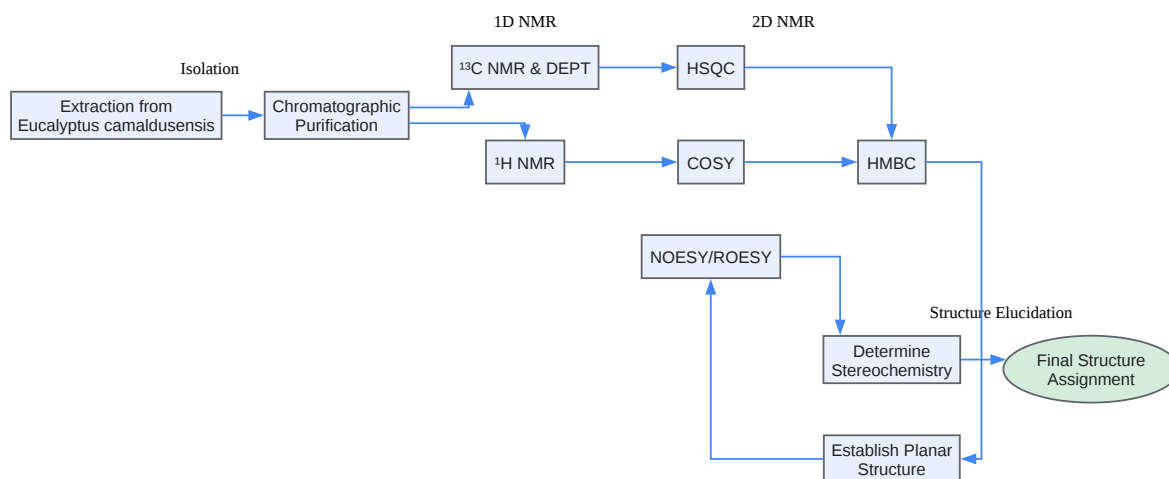 1D NMR
2D NMR
Isolation
¹³C NMR & DEPT
HSQC
Extraction from
Eucalyptus camaldusensis
Chromatographic
Purification
¹H NMR
COSY
HMBC
NOESY/ROESY
Structure Elucidation
Determine
Stereochemistry
Final Structure
Assignment
Establish Planar
Structure